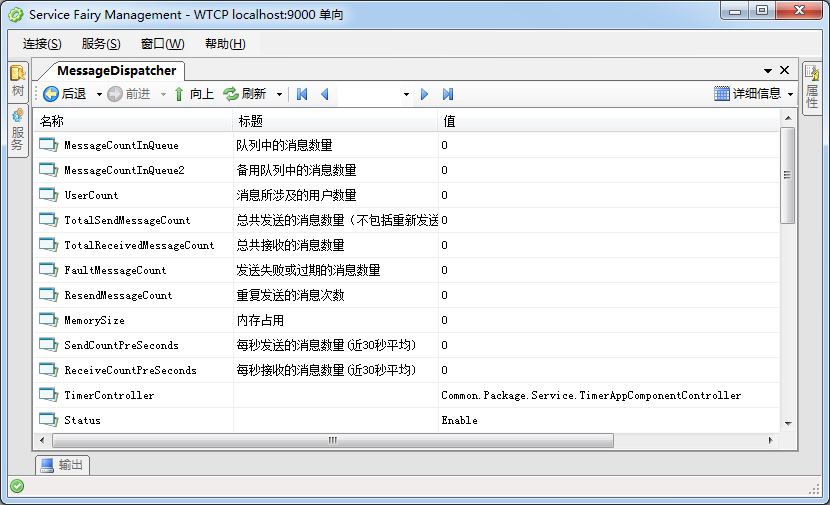 Service Fairy Management - WTCP localhost:9000 单向
连接(S) 服务(S) 窗口(W) 帮助(H)
树
服务
MessageDispatcher
后退 前进 向上 刷新 详细信息
属性
名称 标题 值
MessageCountInQueue 队列中的消息数量 0
MessageCountInQueue2 备用队列中的消息数量 0
UserCount 消息所涉及的用户数量 0
TotalSendMessageCount 总共发送的消息数量（不包括重新发送 0
TotalReceivedMessageCount 总共接收的消息数量 0
FaultMessageCount 发送失败或过期的消息数量 0
ResendMessageCount 重复发送的消息次数 0
MemorySize 内存占用 0
SendCountPreSeconds 每秒发送的消息数量(近30秒平均) 0
ReceiveCountPreSeconds 每秒接收的消息数量(近30秒平均) 0
TimerController Common.Package.Service.TimerAppComponentController
Status Enable
输出